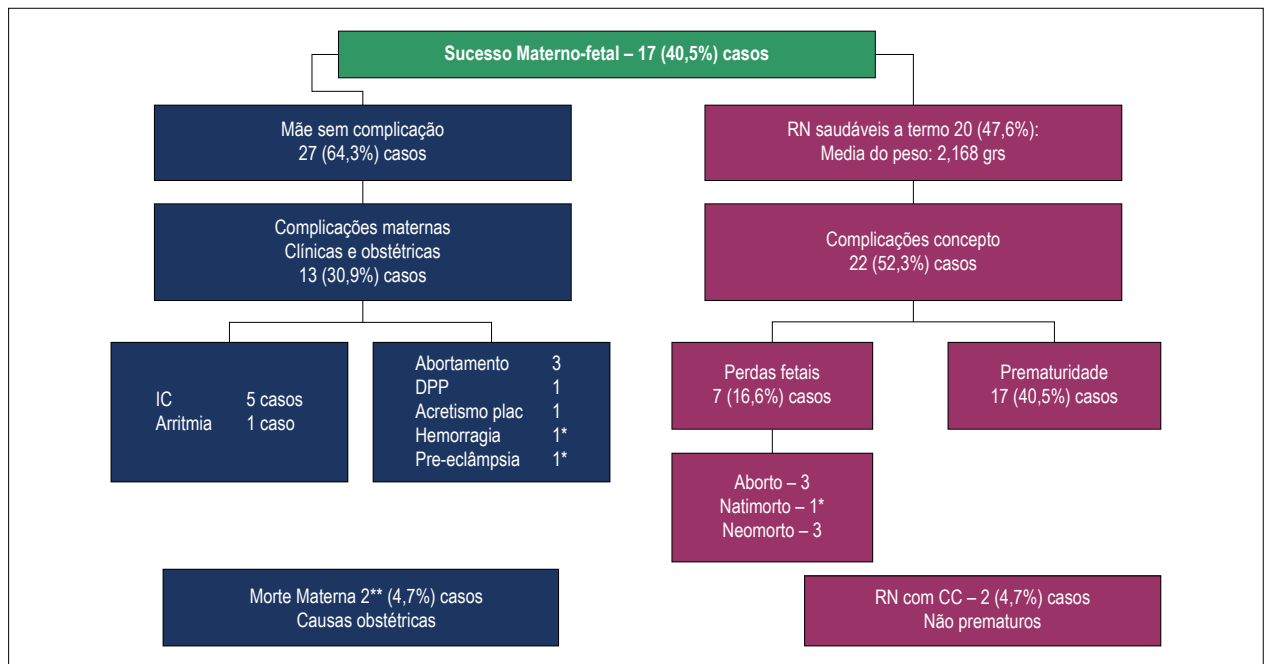 Sucesso Materno-fetal – 17 (40,5%) casos
Mãe sem complicação
27 (64,3%) casos
RN saudáveis a termo 20 (47,6%):
Media do peso: 2,168 grs
Complicações maternas
Clínicas e obstétricas
13 (30,9%) casos
Complicações concepto
22 (52,3%) casos
IC 5 casos
Arritmia 1 caso
Abortamento 3
DPP 1
Acretismo plac 1
Hemorragia 1*
Pre-eclâmpsia 1*
Perdas fetais
7 (16,6%) casos
Prematuridade
17 (40,5%) casos
Aborto – 3
Natimorto – 1*
Neomorto – 3
Morte Materna 2** (4,7%) casos
Causas obstétricas
RN com CC – 2 (4,7%) casos
Não prematuros